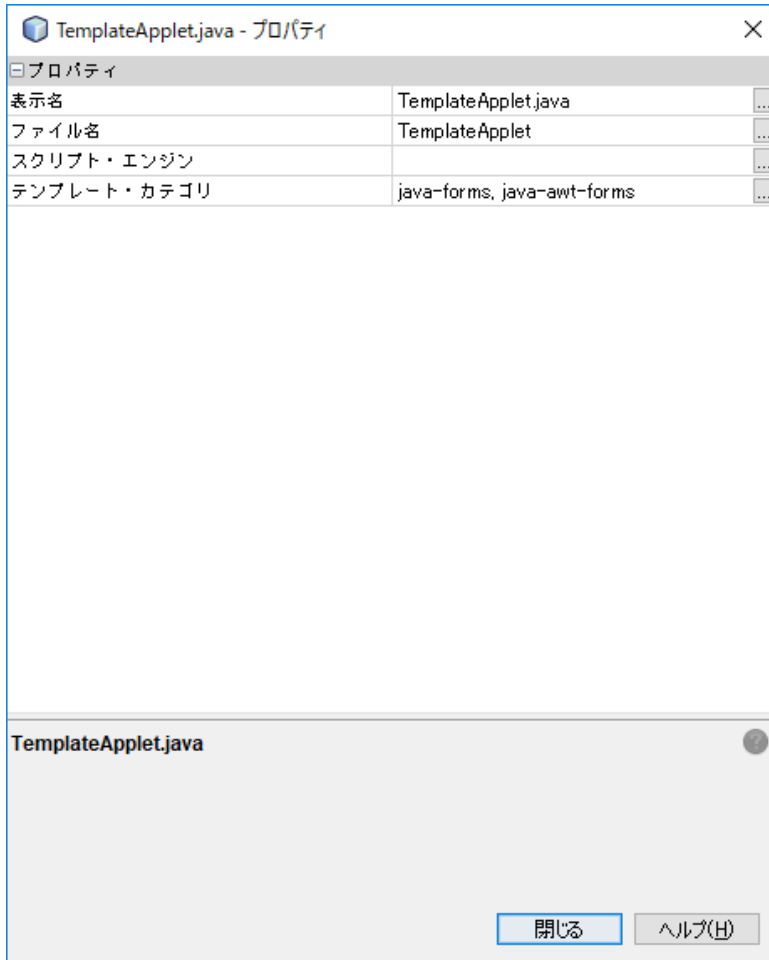 TemplateApplet.java - プロパティ
プロパティ
表示名 TemplateApplet.java ...
ファイル名 TemplateApplet ...
スクリプト・エンジン ...
テンプレート・カテゴリ java-forms, java-awt-forms ...
TemplateApplet.java
閉じる ヘルプ(H)